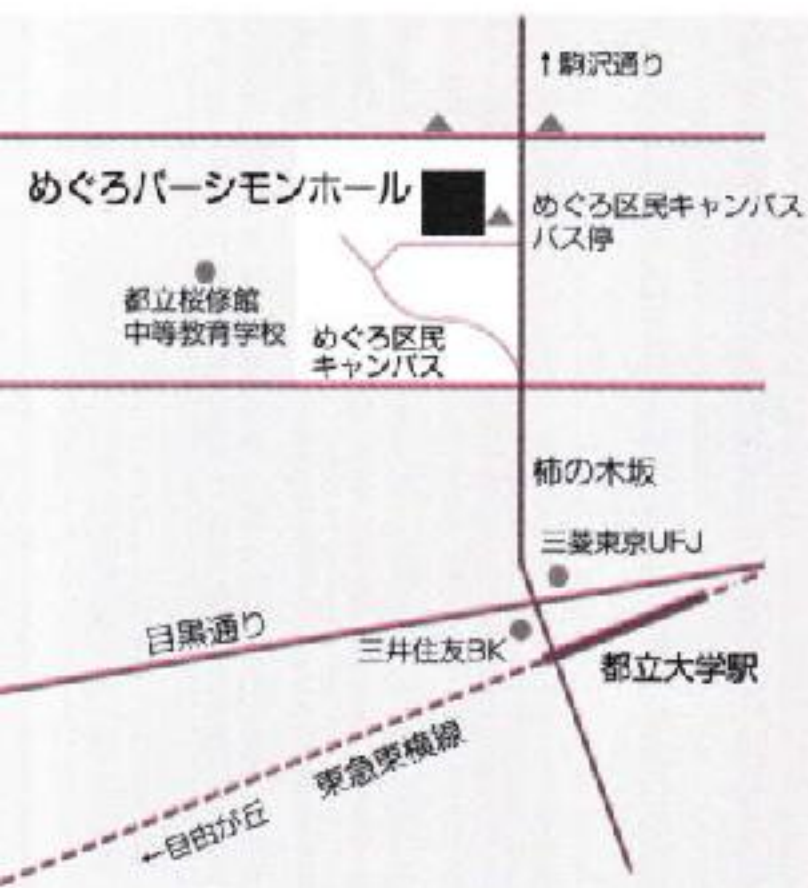 ↑駒沢通り
めぐろパーシモンホール
めぐろ区民キャンパス
バス停
都立桜修館
中等教育学校
めぐろ区民
キャンパス
柿の木坂
三菱東京UFJ
目黒通り
三井住友BK
都立大学駅
東急東横線
←自由が丘